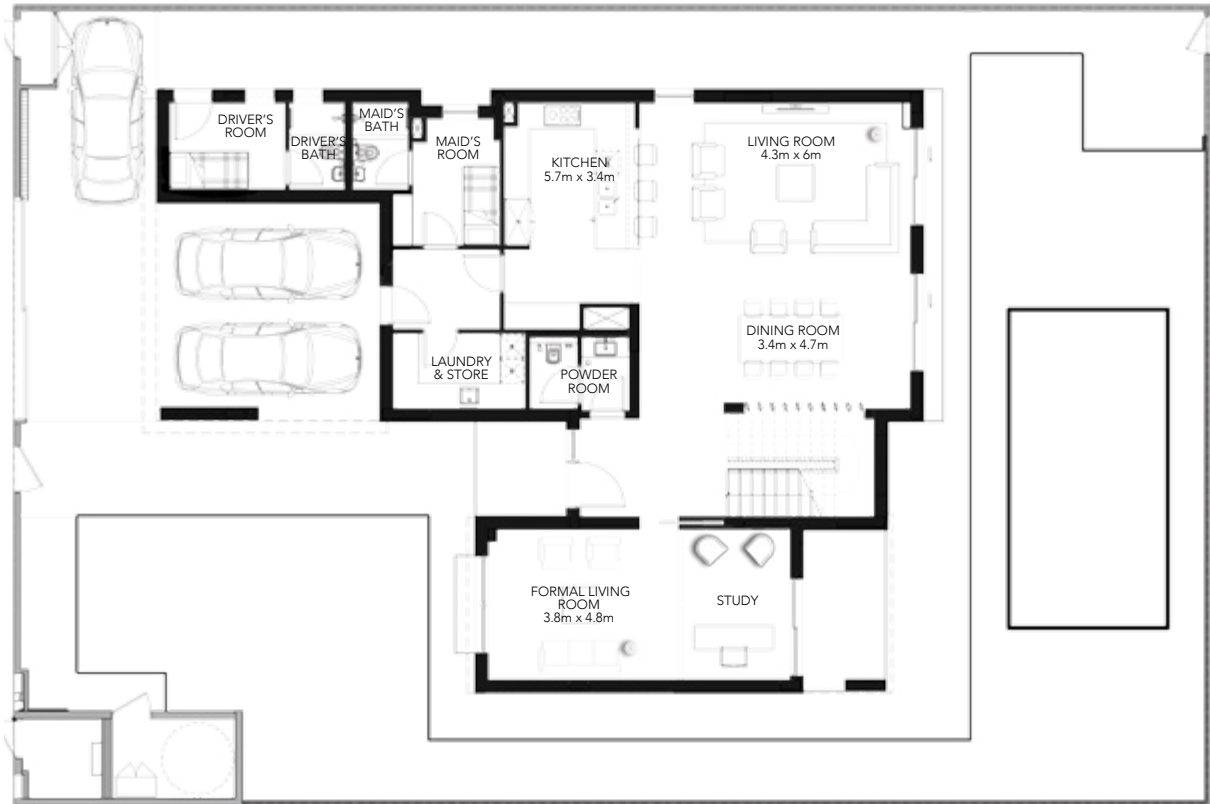 DRIVER'S
ROOM
DRIVER'S
BATH
MAID'S
BATH
MAID'S
ROOM
KITCHEN
5.7m x 3.4m
LIVING ROOM
4.3m x 6m
DINING ROOM
3.4m x 4.7m
LAUNDRY
& STORE
POWDER
ROOM
FORMAL LIVING
ROOM
3.8m x 4.8m
STUDY